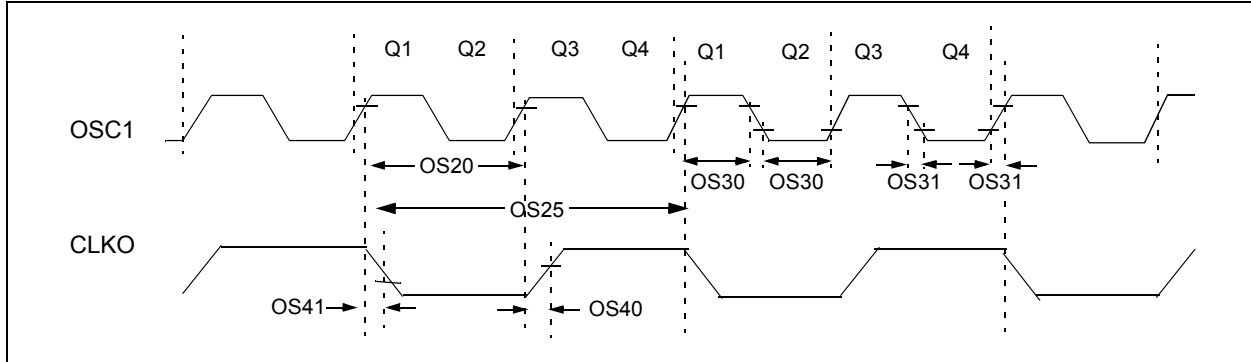 Q1 Q2 Q3 Q4 Q1 Q2 Q3 Q4
OSC1
OS20 OS30 OS30 OS31 OS31
OS25
CLKO
OS41 OS40